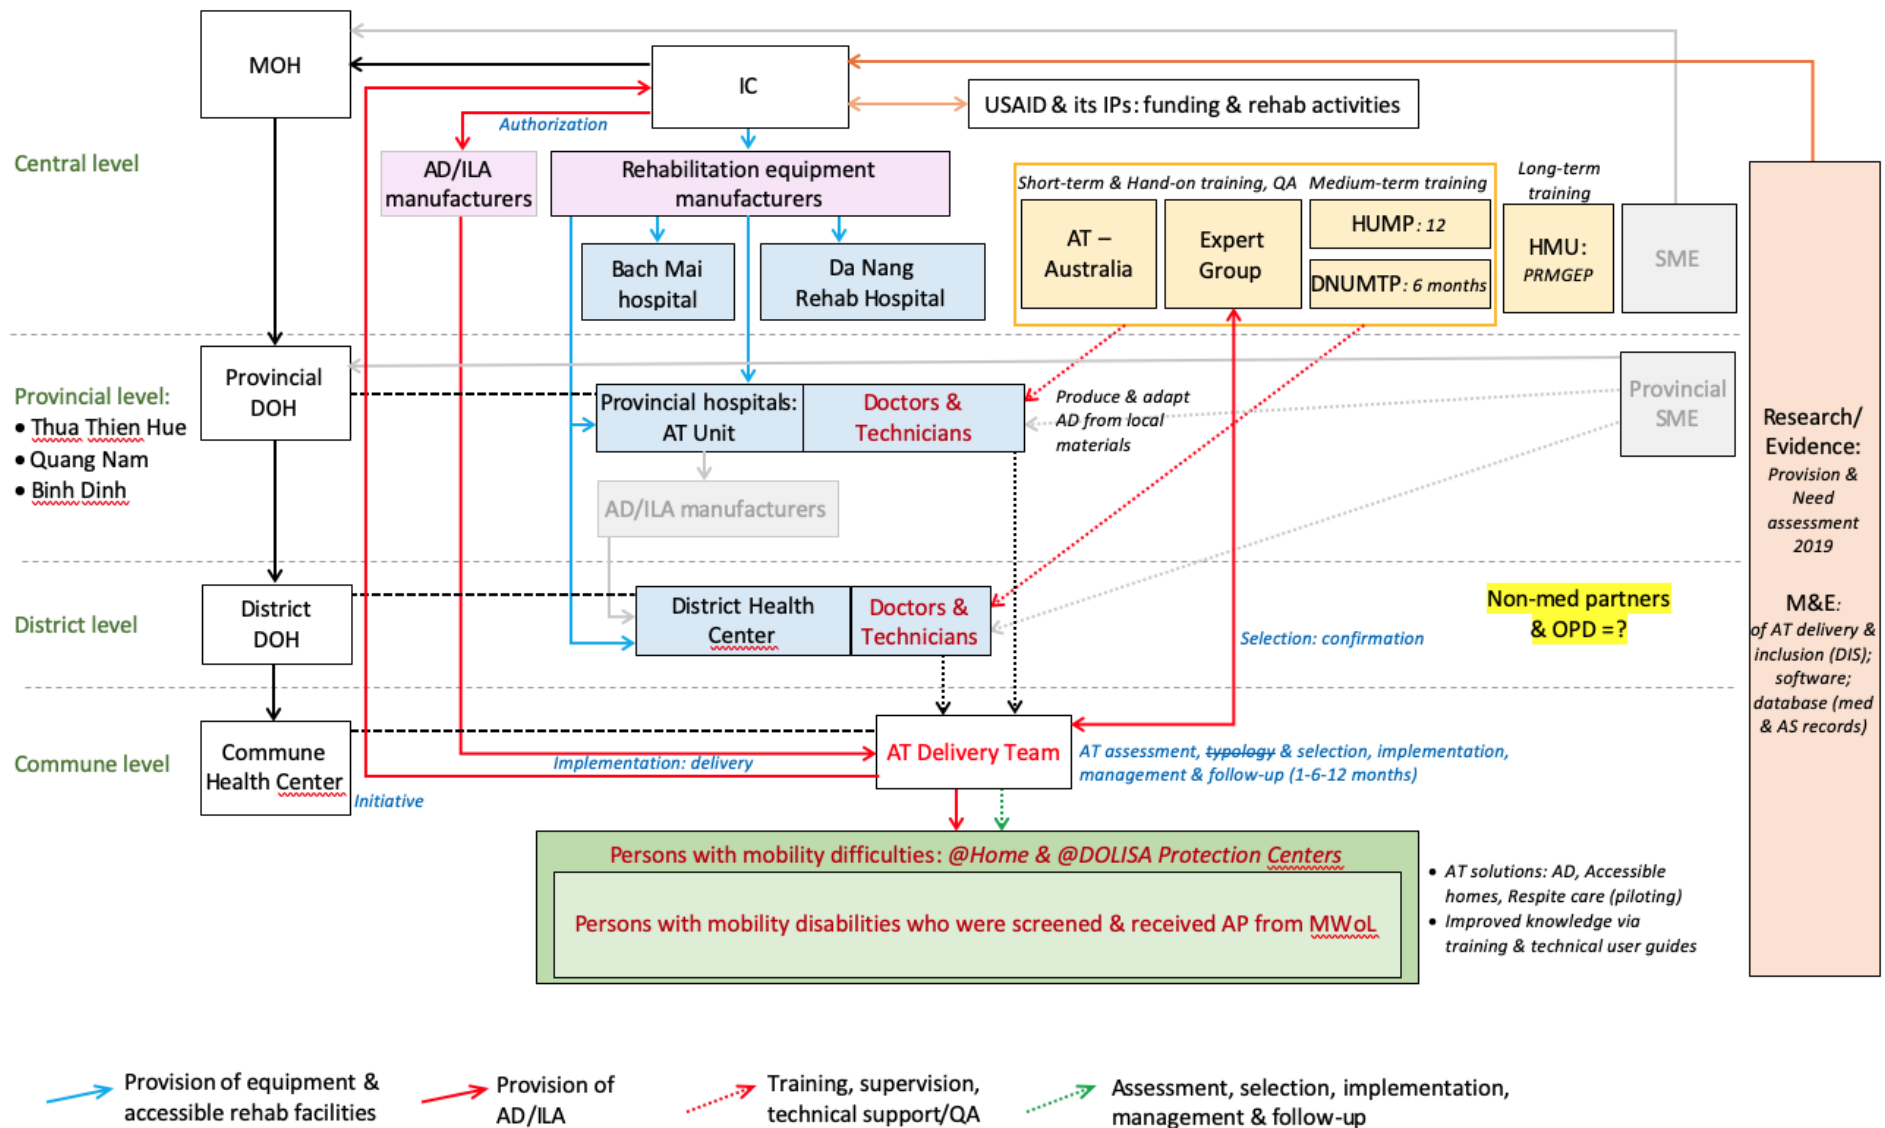 MOH
IC
USAID & its IPs: funding & rehab activities
Authorization
Central level
AD/ILA
manufacturers
Rehabilitation equipment
manufacturers
Short-term & Hand-on training, QA
Medium-term training
Long-term
training
AT –
Australia
Expert
Group
HUMP: 12
DNUMTP: 6 months
HMU:
PRMGEP
SME
Bach Mai
hospital
Da Nang
Rehab Hospital
Provincial level:
• Thua Thien Hue
• Quang Nam
• Binh Dinh
Provincial
DOH
Provincial hospitals:
AT Unit
Doctors &
Technicians
Produce & adapt
AD from local
materials
Provincial
SME
AD/ILA manufacturers
Research/
Evidence:
Provision &
Need
assessment
2019
M&E:
of AT delivery &
inclusion (DIS);
software;
database (med
& AS records)
District level
District
DOH
District Health
Center
Doctors &
Technicians
Selection: confirmation
Non-med partners
& OPD =?
Commune level
Commune
Health Center
Initiative
Implementation: delivery
AT Delivery Team
AT assessment, typology & selection, implementation,
management & follow-up (1-6-12 months)
Persons with mobility difficulties: @Home & @DOLISA Protection Centers
Persons with mobility disabilities who were screened & received AP from MWoL
• AT solutions: AD, Accessible
homes, Respite care (piloting)
• Improved knowledge via
training & technical user guides
Provision of equipment &
accessible rehab facilities
Provision of
AD/ILA
Training, supervision,
technical support/QA
Assessment, selection, implementation,
management & follow-up